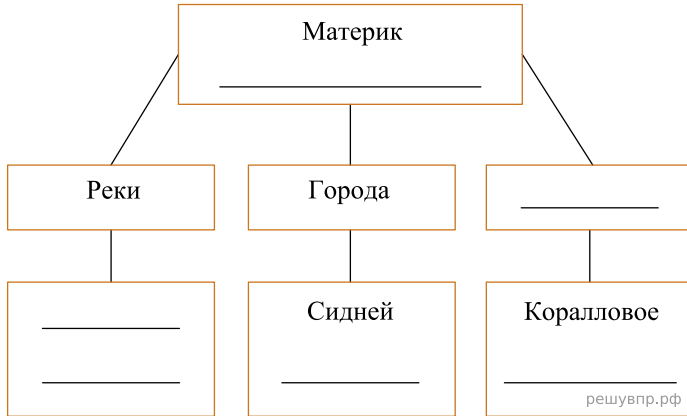 Материк
Реки
Города
Сидней
Коралловое
решувпр.рф